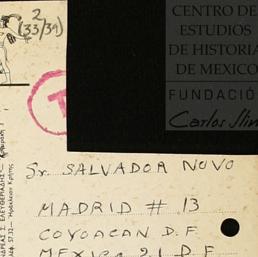 2
(33/39)
CENTRO DE
ESTUDIOS
DE HISTORIA
DE MEXICO
FUNDACIÓ
Carlos Slim
T
Sr. SALVADOR NOVO
MADRID # 13
COYOACAN D.F
MEXICO 21 D.F